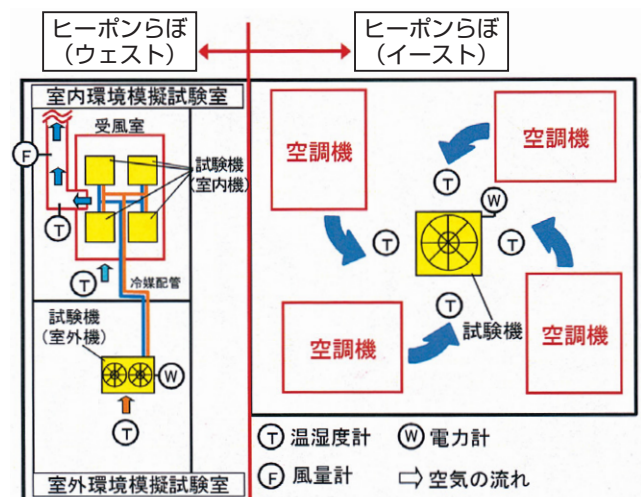 ヒーポンらぼ
（ウェスト）
ヒーポンらぼ
（イースト）
室内環境模擬試験室
受風室
F
試験機
（室内機）
T
T
冷媒配管
試験機
（室外機）
W
T
室外環境模擬試験室
空調機
空調機
T
W
T
T
T
試験機
空調機
空調機
T 温湿度計
W 電力計
F 風量計
空気の流れ